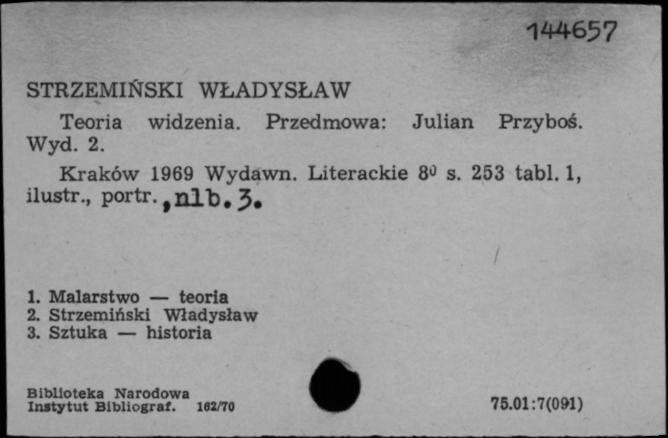 144657
STRZEMIŃSKI WŁADYSŁAW
Teoria widzenia. Przedmowa: Julian Przyboś.
Wyd. 2.
Kraków 1969 Wydawn. Literackie 8⁰ s. 253 tabl. 1,
ilustr., portr., nlb. 3.
1. Malarstwo — teoria
2. Strzemiński Władysław
3. Sztuka — historia
Biblioteka Narodowa
Instytut Bibliograf. 162/70
75.01:7(091)